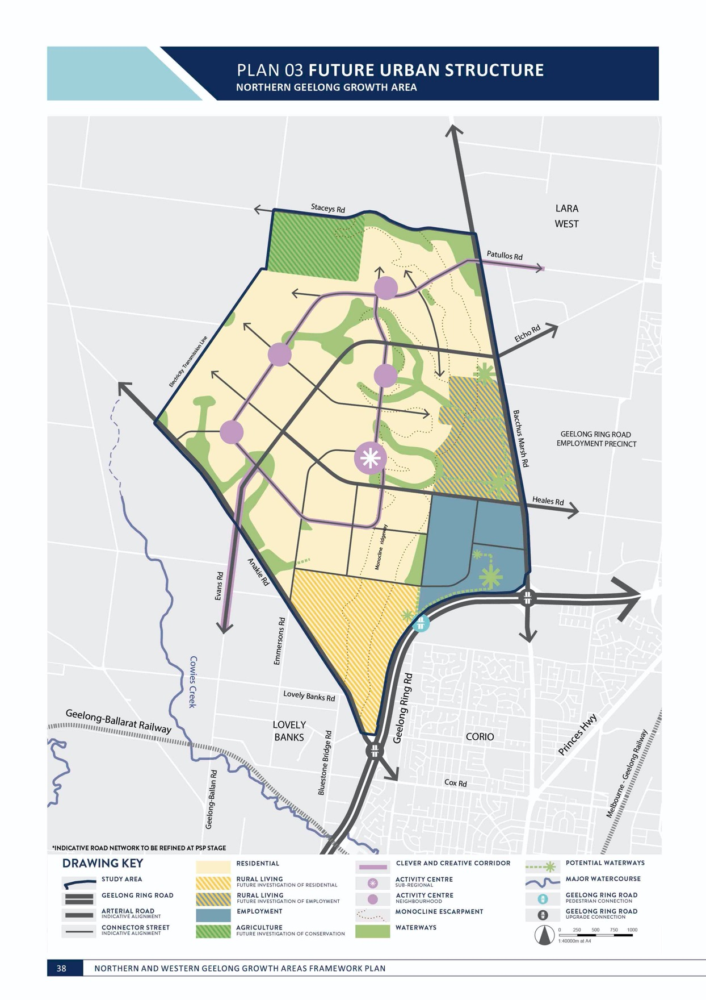 PLAN 03 FUTURE URBAN STRUCTURE
NORTHERN GEELONG GROWTH AREA
Staceys Rd
LARA
WEST
Patullos Rd
Elcho Rd
Electricity Transmission Line
Bacchus Marsh Rd
GEELONG RING ROAD
EMPLOYMENT PRECINCT
Heales Rd
Monocline ridgeway
Anakie Rd
Evans Rd
Emmersons Rd
Cowies Creek
Lovely Banks Rd
Geelong Ring Rd
Geelong-Ballarat Railway
LOVELY
BANKS
Bluestone Bridge Rd
CORIO
Princes Hwy
Melbourne - Geelong Railway
Cox Rd
Geelong-Ballan Rd
*INDICATIVE ROAD NETWORK TO BE REFINED AT PSP STAGE
DRAWING KEY
STUDY AREA
GEELONG RING ROAD
ARTERIAL ROAD
INDICATIVE ALIGNMENT
CONNECTOR STREET
INDICATIVE ALIGNMENT
RESIDENTIAL
RURAL LIVING
FUTURE INVESTIGATION OF RESIDENTIAL
RURAL LIVING
FUTURE INVESTIGATION OF EMPLOYMENT
EMPLOYMENT
AGRICULTURE
FUTURE INVESTIGATION OF CONSERVATION
CLEVER AND CREATIVE CORRIDOR
ACTIVITY CENTRE
SUB-REGIONAL
ACTIVITY CENTRE
NEIGHBOURHOOD
MONOCLINE ESCARPMENT
WATERWAYS
POTENTIAL WATERWAYS
MAJOR WATERCOURSE
GEELONG RING ROAD
PEDESTRIAN CONNECTION
GEELONG RING ROAD
UPGRADE CONNECTION
0 250 500 750 1000
1:40000m at A4
38 NORTHERN AND WESTERN GEELONG GROWTH AREAS FRAMEWORK PLAN